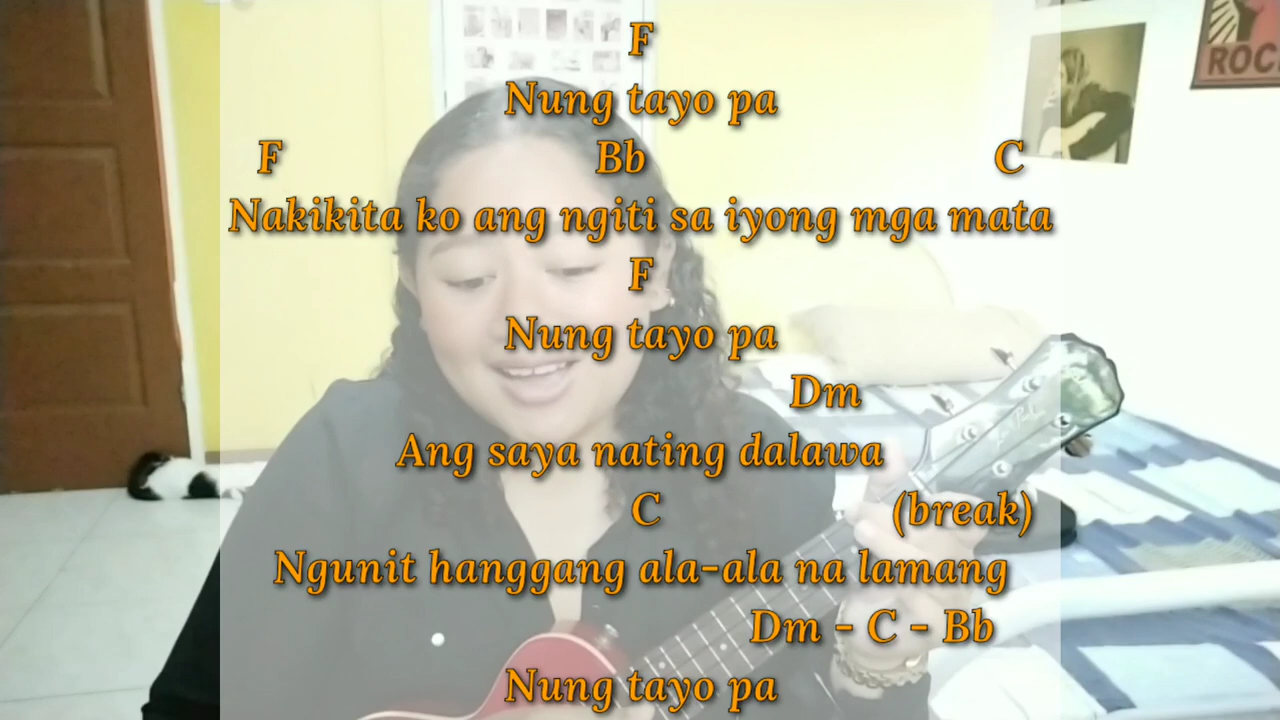 F
Nung tayo pa
F Bb C
Nakikita ko ang ngiti sa iyong mga mata
F
Nung tayo pa
Dm
Ang saya nating dalawa
C (break)
Ngunit hanggang ala-ala na lamang
Dm - C - Bb
Nung tayo pa